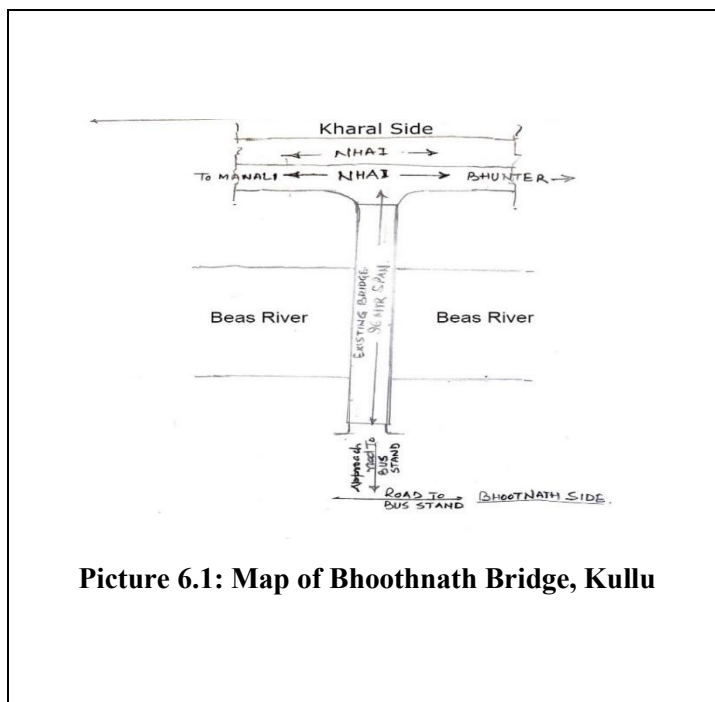 Kharal Side
NHAI
TO MANALI NHAI BHUNTER
EXISTING BRIDGE
96 MTR SPAN.
Beas River
Beas River
Approach
road To
BUS STAND
ROAD TO
BUS STAND
BHOOTNATH SIDE.
Picture 6.1: Map of Bhoothnath Bridge, Kullu